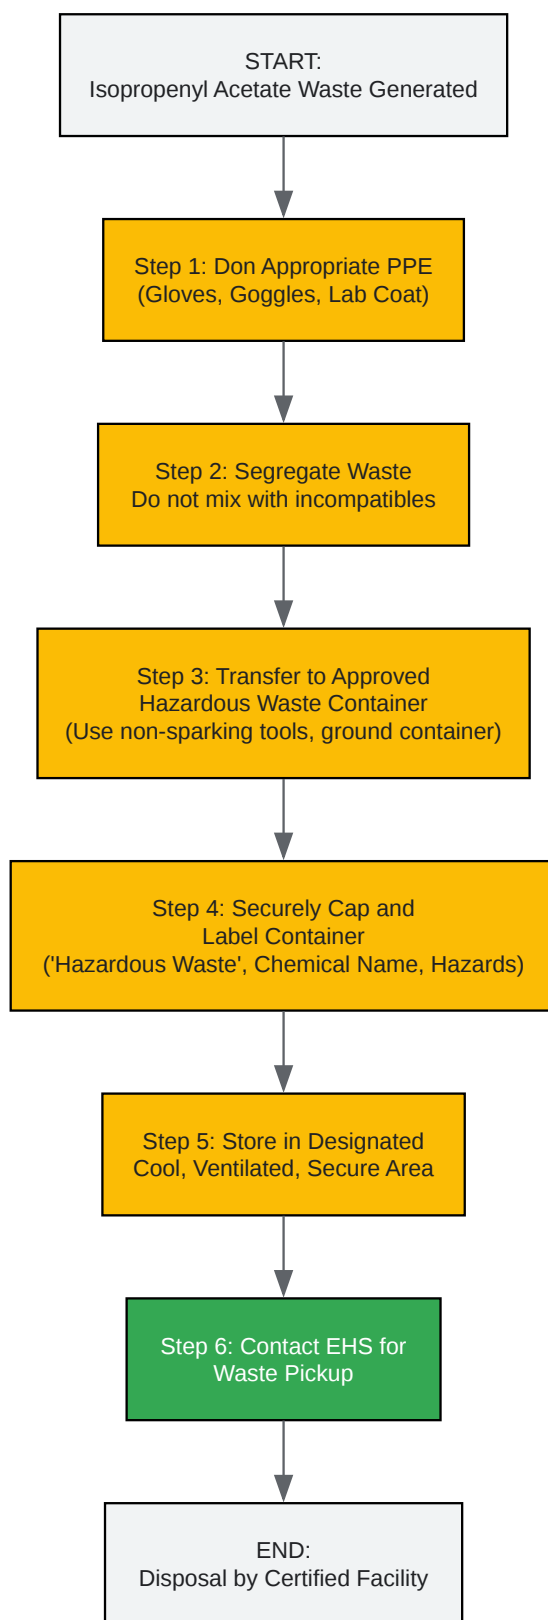 START:
Isopropenyl Acetate Waste Generated
Step 1: Don Appropriate PPE
(Gloves, Goggles, Lab Coat)
Step 2: Segregate Waste
Do not mix with incompatibles
Step 3: Transfer to Approved
Hazardous Waste Container
(Use non-sparking tools, ground container)
Step 4: Securely Cap and
Label Container
('Hazardous Waste', Chemical Name, Hazards)
Step 5: Store in Designated
Cool, Ventilated, Secure Area
Step 6: Contact EHS for
Waste Pickup
END:
Disposal by Certified Facility